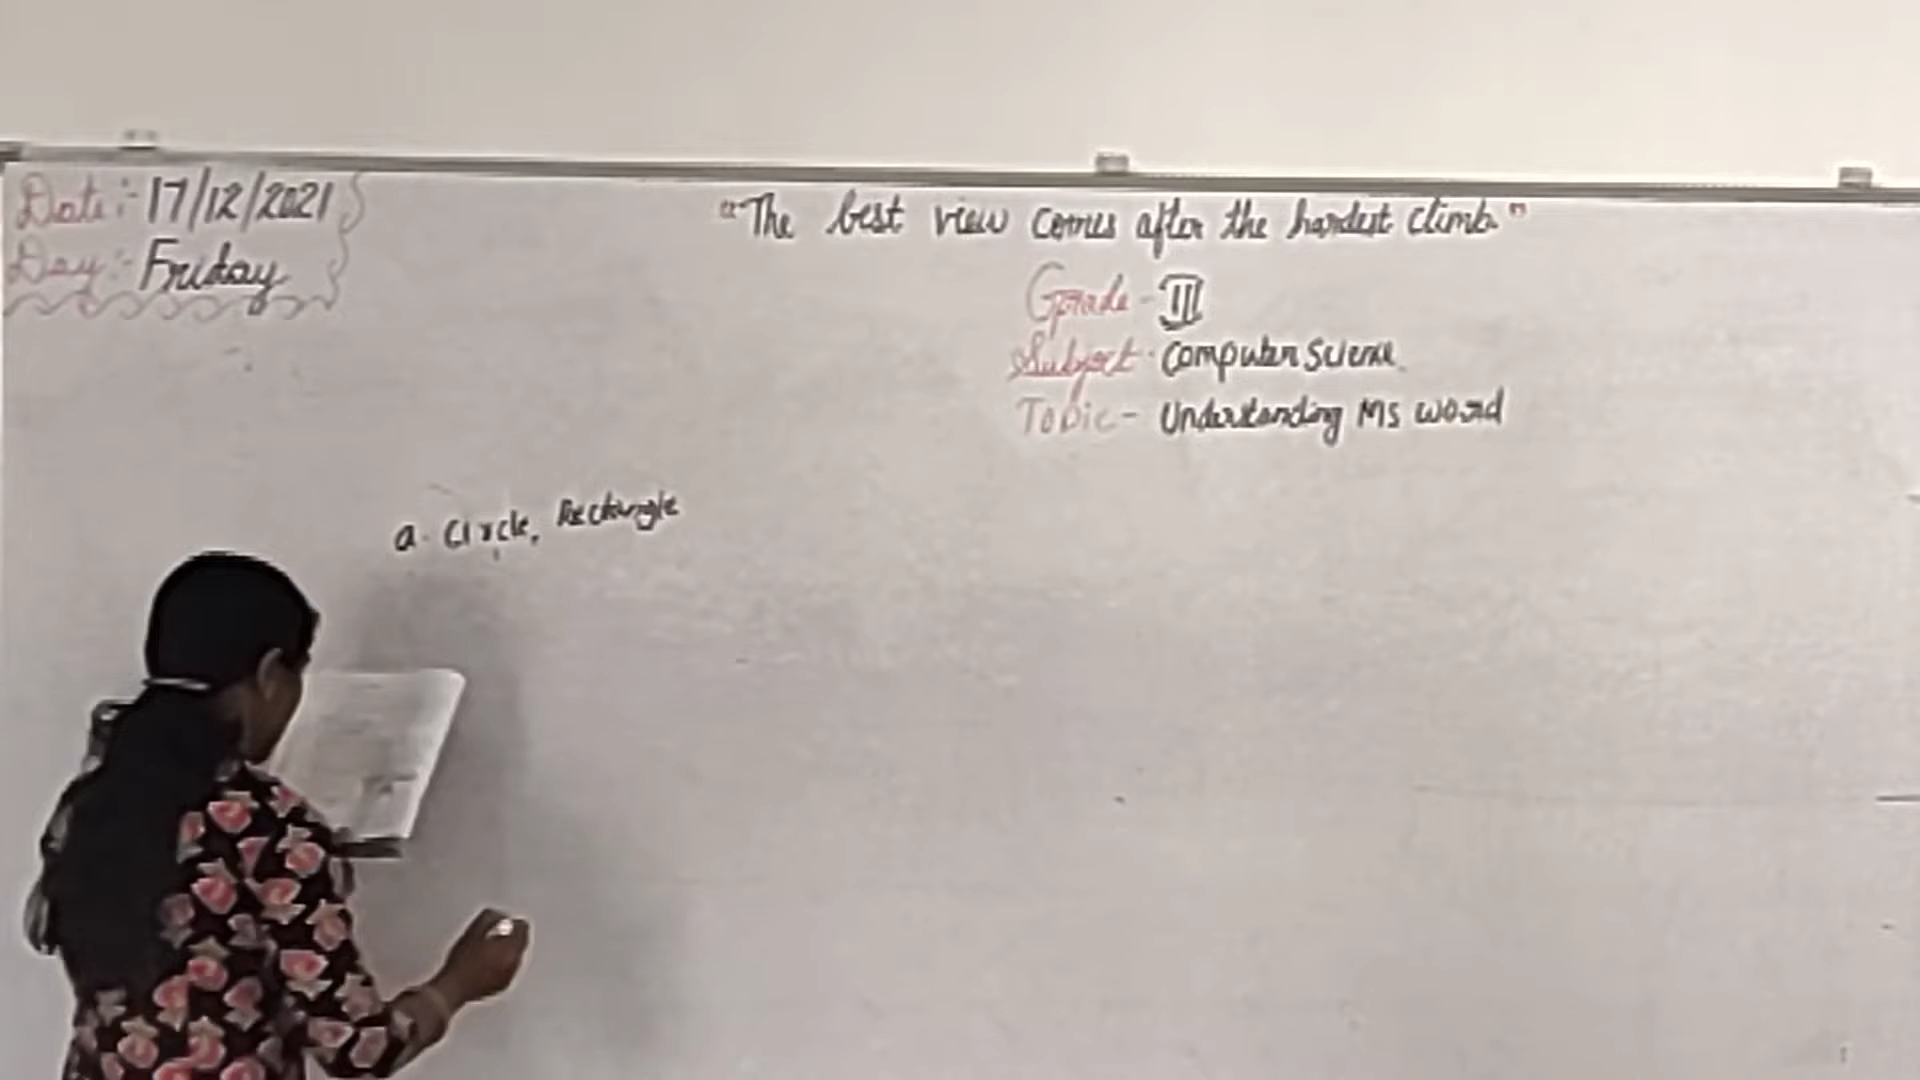 Date:- 17/12/2021
Day:- Friday
"The best view comes after the hardest climb."
Grade - III
Subject - Computer Science
Topic - Understanding Ms word
a. Circle, Rectangle